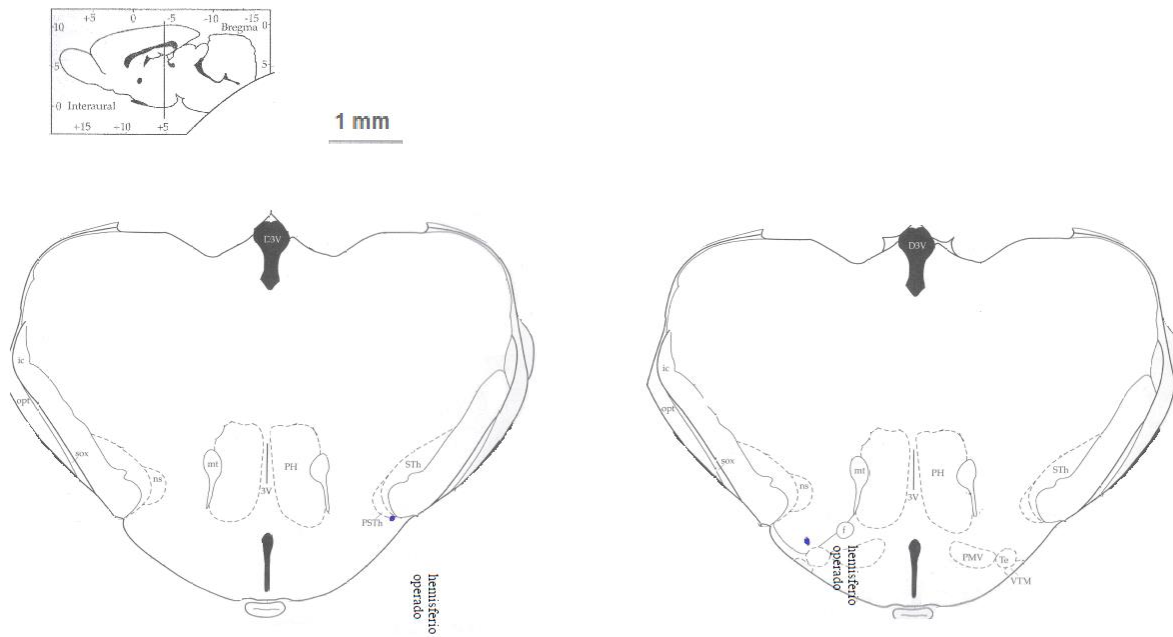 +5 0 -5 -10 -15
10 Bregma 0
5 5
0 Interaural
+15 +10 +5
1 mm
D3V
ic
opt
sox
ns
mt
PH
3V
STh
PSTh
hemisferio
operado
D3V
ic
opt
sox
ns
mt
PH
3V
STh
f
PMV
Te
VTM
hemisferio
operado